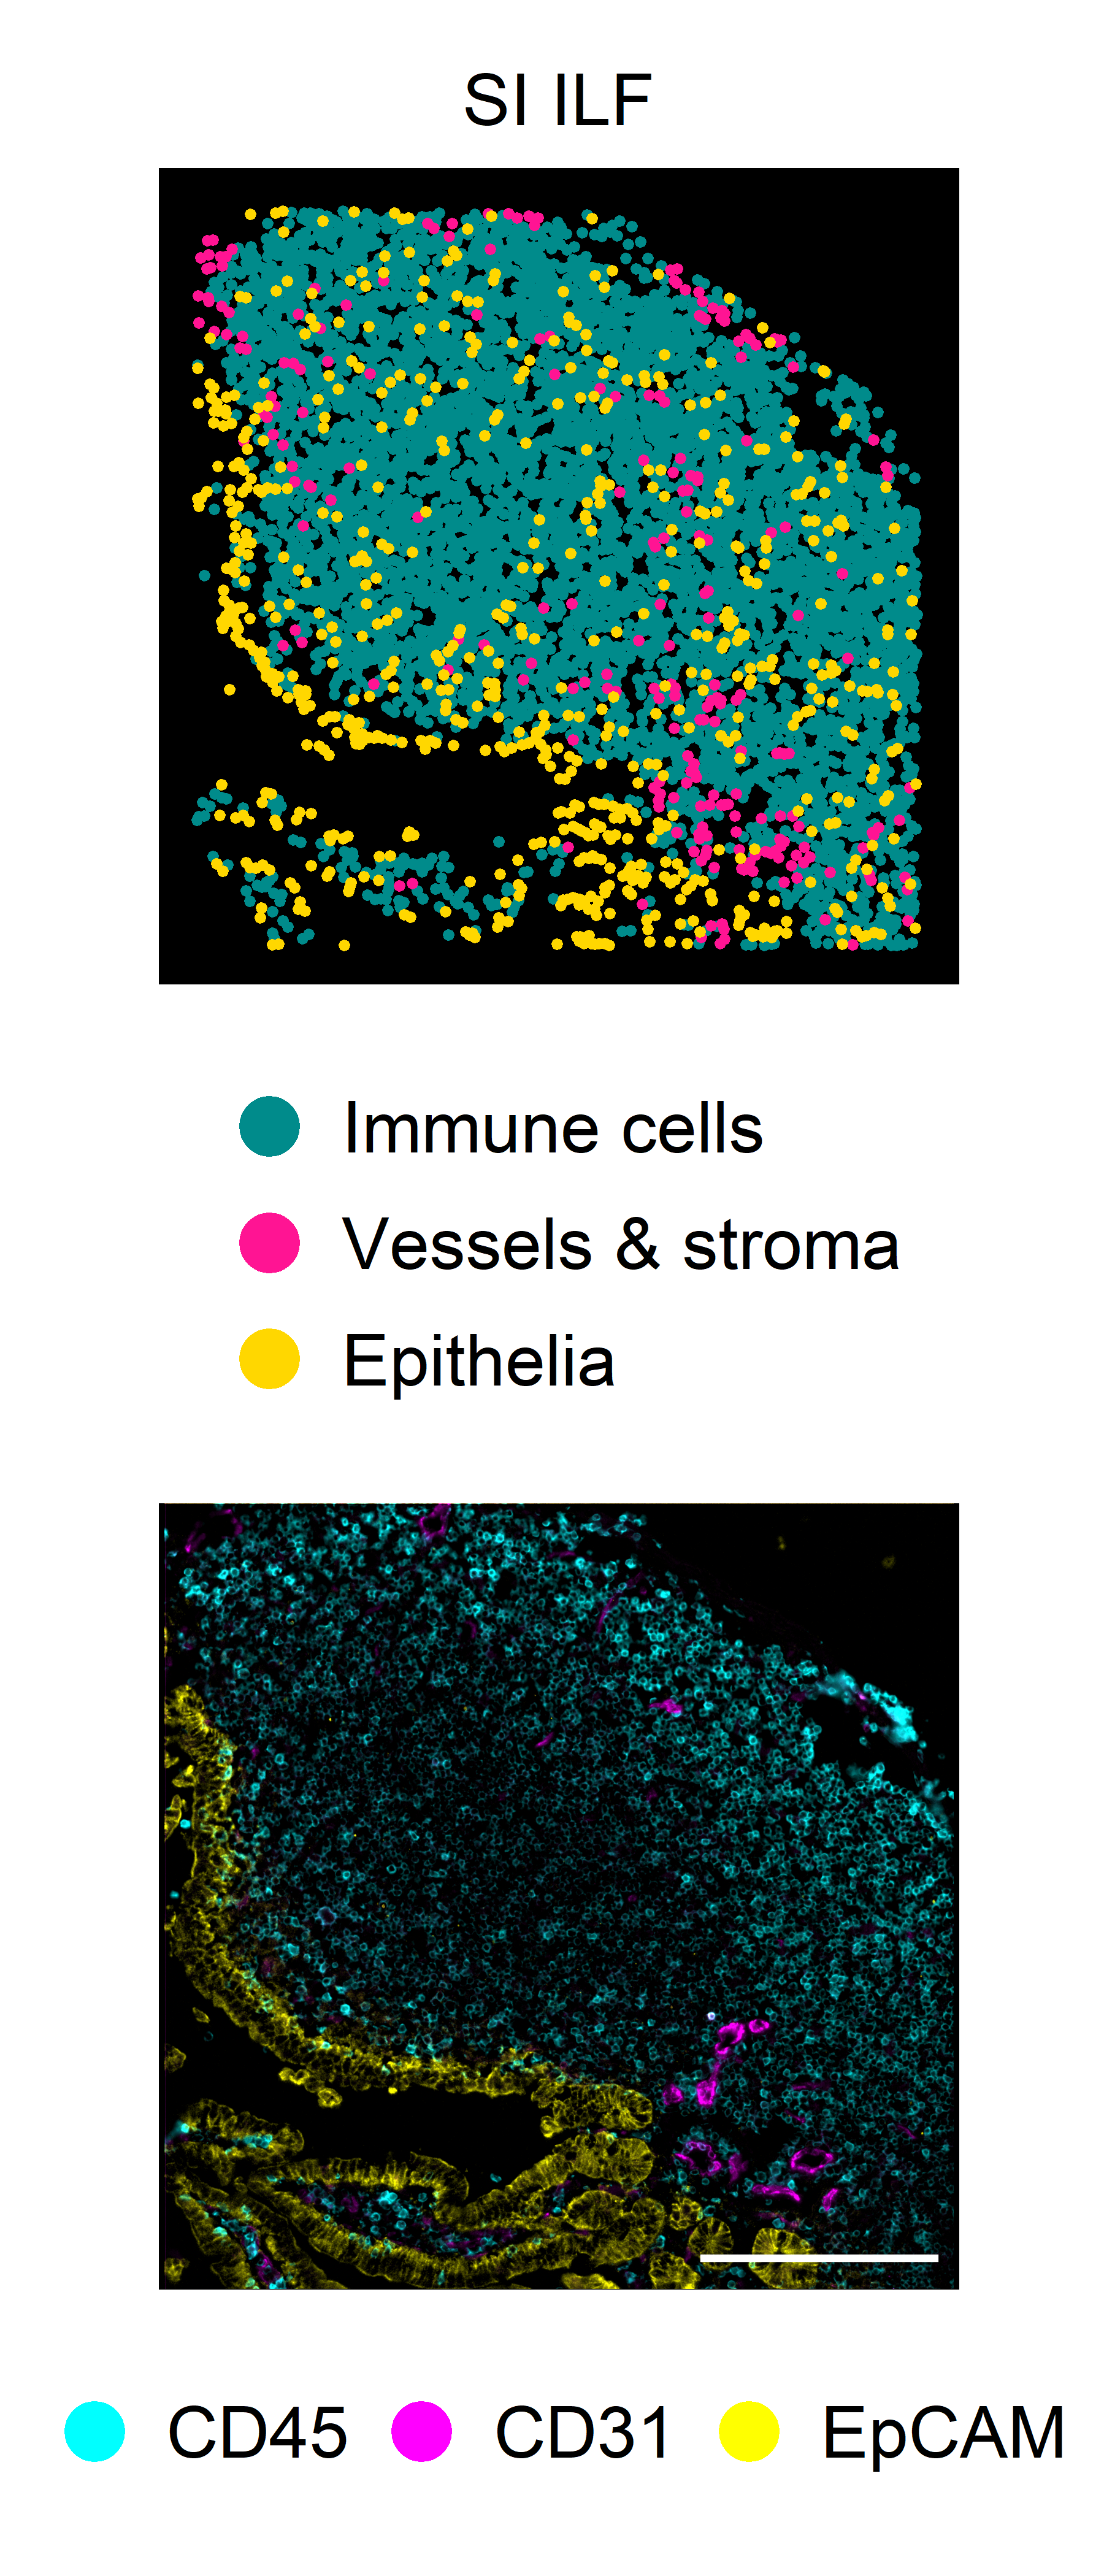 SI ILF
Immune cells
Vessels & stroma
Epithelia
CD45 CD31 EpCAM